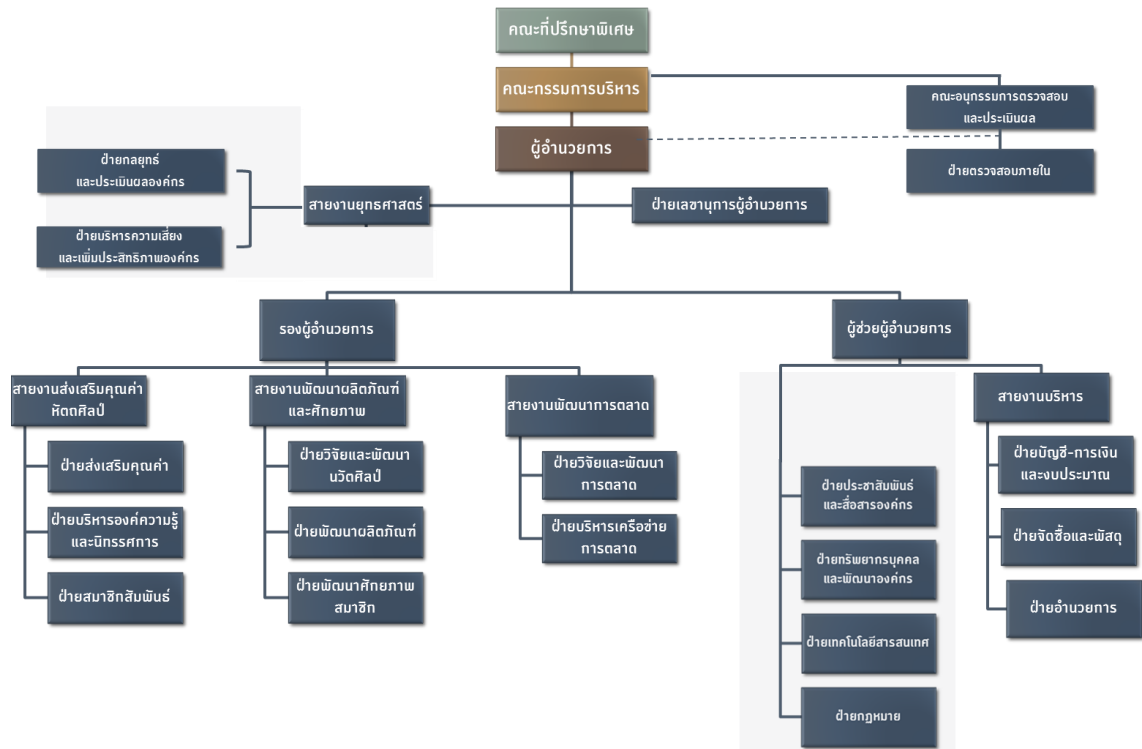 คณะที่ปรึกษาพิเศษ
คณะกรรมการบริหาร
คณะอนุกรรมการตรวจสอบ
และประเมินผล
ผู้อำนวยการ
ฝ่ายตรวจสอบภายใน
ฝ่ายกลยุทธ์
และประเมินผลองค์กร
สายงานยุทธศาสตร์
ฝ่ายเลขานุการผู้อำนวยการ
ฝ่ายบริหารความเสี่ยง
และเพิ่มประสิทธิภาพองค์กร
รองผู้อำนวยการ
ผู้ช่วยผู้อำนวยการ
สายงานส่งเสริมคุณค่า
หัตถศิลป์
ฝ่ายส่งเสริมคุณค่า
ฝ่ายบริหารองค์ความรู้
และนิทรรศการ
ฝ่ายสมาชิกสัมพันธ์
สายงานพัฒนาผลิตภัณฑ์
และศักยภาพ
ฝ่ายวิจัยและพัฒนา
นวัตศิลป์
ฝ่ายพัฒนาผลิตภัณฑ์
ฝ่ายพัฒนาศักยภาพ
สมาชิก
สายงานพัฒนาการตลาด
ฝ่ายวิจัยและพัฒนา
การตลาด
ฝ่ายบริหารเครือข่าย
การตลาด
ฝ่ายประชาสัมพันธ์
และสื่อสารองค์กร
ฝ่ายทรัพยากรบุคคล
และพัฒนาองค์กร
ฝ่ายเทคโนโลยีสารสนเทศ
ฝ่ายกฎหมาย
สายงานบริหาร
ฝ่ายบัญชี-การเงิน
และงบประมาณ
ฝ่ายจัดซื้อและพัสดุ
ฝ่ายอำนวยการ